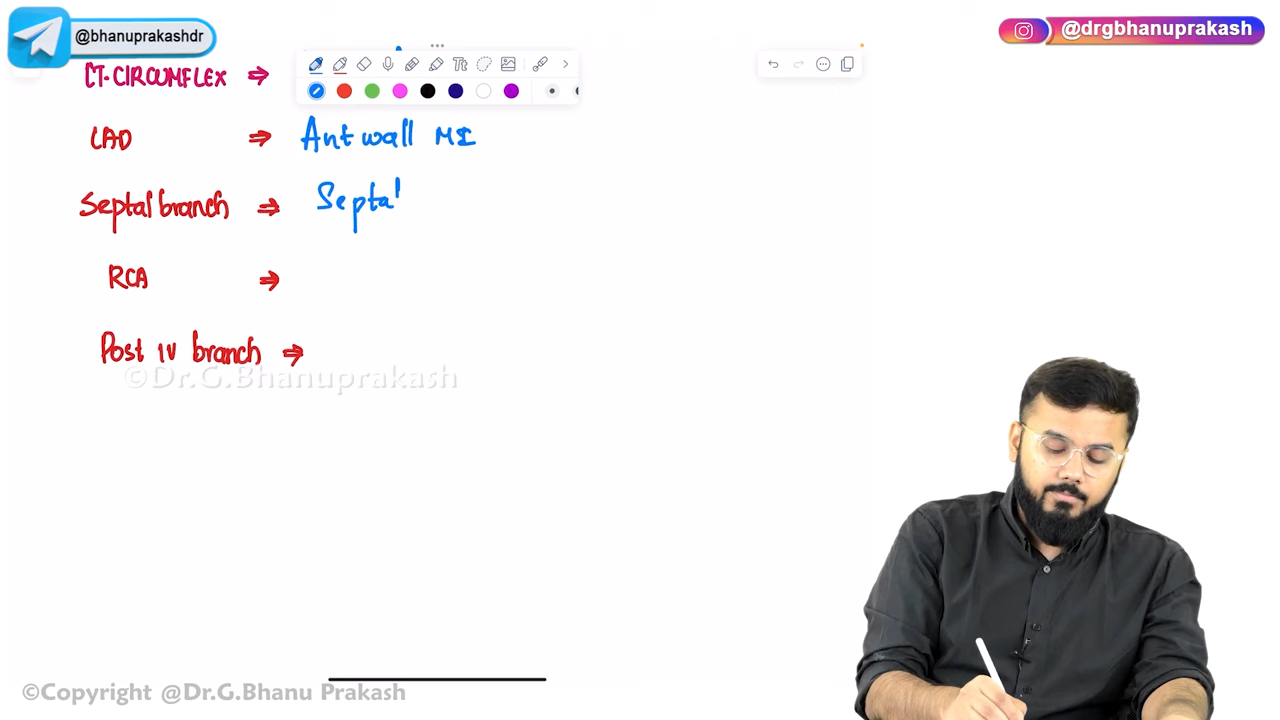 @bhanuprakashdr
@drgbhanuprakash
Tt
CIRCUMFLEX ⇒
LAD ⇒ Ant wall MI
Septal branch ⇒ Septal
RCA ⇒
Post IV branch ⇒
©Dr.G.Bhanuprakash
©Copyright @Dr.G.Bhanu Prakash